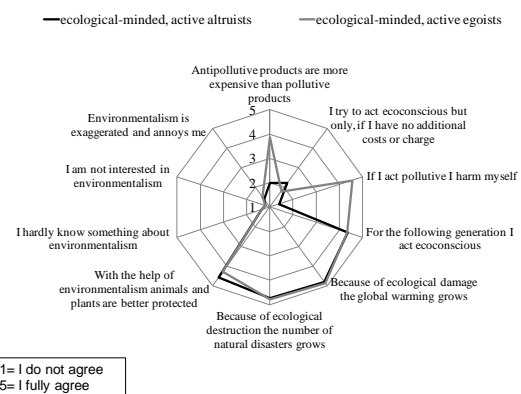 ecological-minded, active altruists
ecological-minded, active egoists
Antipollutive products are more
expensive than pollutive
products
I try to act ecoconscious but
only, if I have no additional
costs or charge
If I act pollutive I harm myself
For the following generation I
act ecoconscious
Because of ecological damage
the global warming grows
Because of ecological
destruction the number of
natural disasters grows
With the help of
environmentalism animals and
plants are better protected
I hardly know something about
environmentalism
I am not interested in
environmentalism
Environmentalism is
exaggerated and annoys me
5
4
3
2
1
1= I do not agree
5= I fully agree